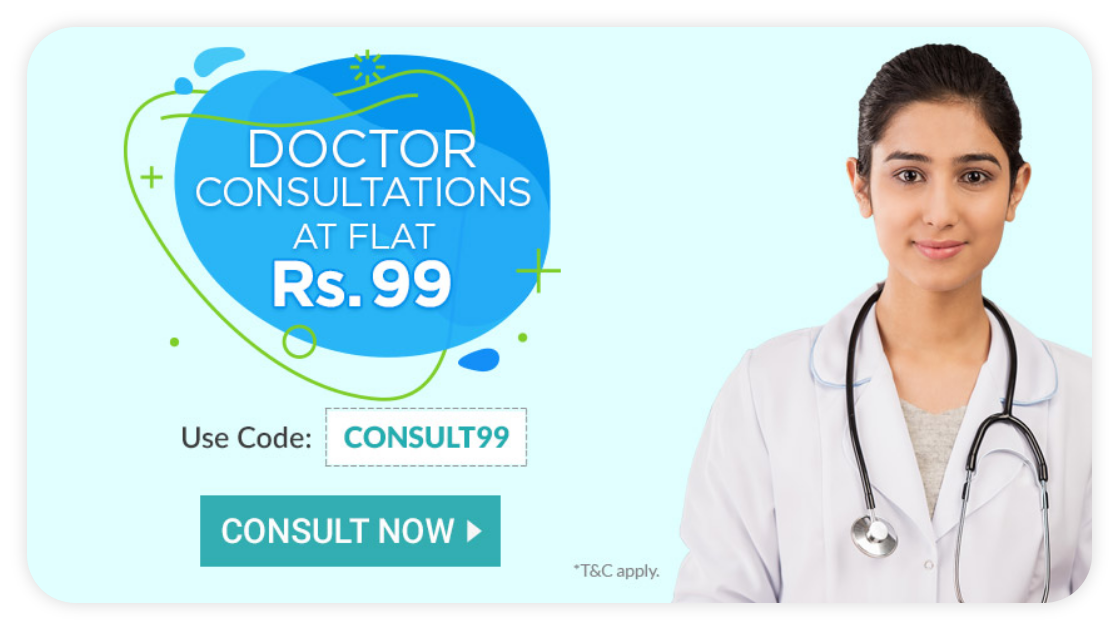 DOCTOR
CONSULTATIONS
AT FLAT
Rs. 99
Use Code: CONSULT99
CONSULT NOW
*T&C apply.